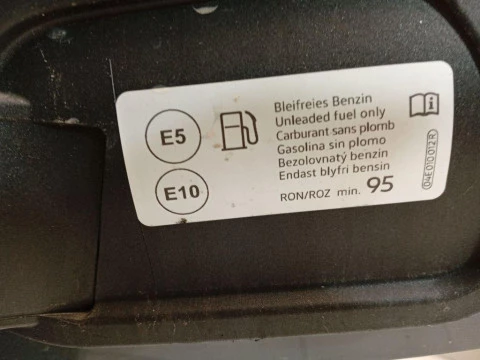 E5
E10
Bleifreies Benzin
Unleaded fuel only
Carburant sans plomb
Gasolina sin plomo
Bezolovnatý benzin
Endast blyfri bensin
RON/ROZ min. 95
04E010012R